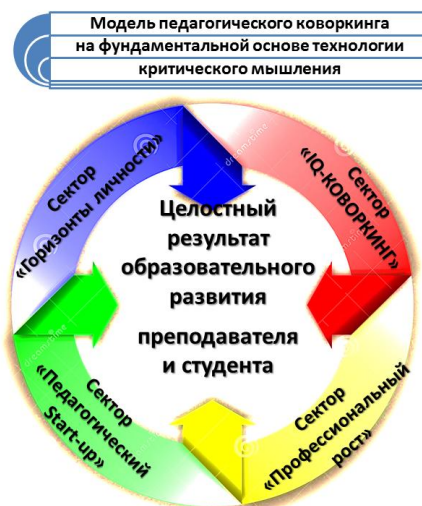 Модель педагогического коворкинга
на фундаментальной основе технологии
критического мышления
Сектор
«Горизонты личности»
Сектор
«IQ-КОВОРКИНГ»
Целостный
результат
образовательного
развития
преподавателя
и студента
Сектор
«Педагогический
Start-up»
Сектор
«Профессиональный
рост»
dreamstime